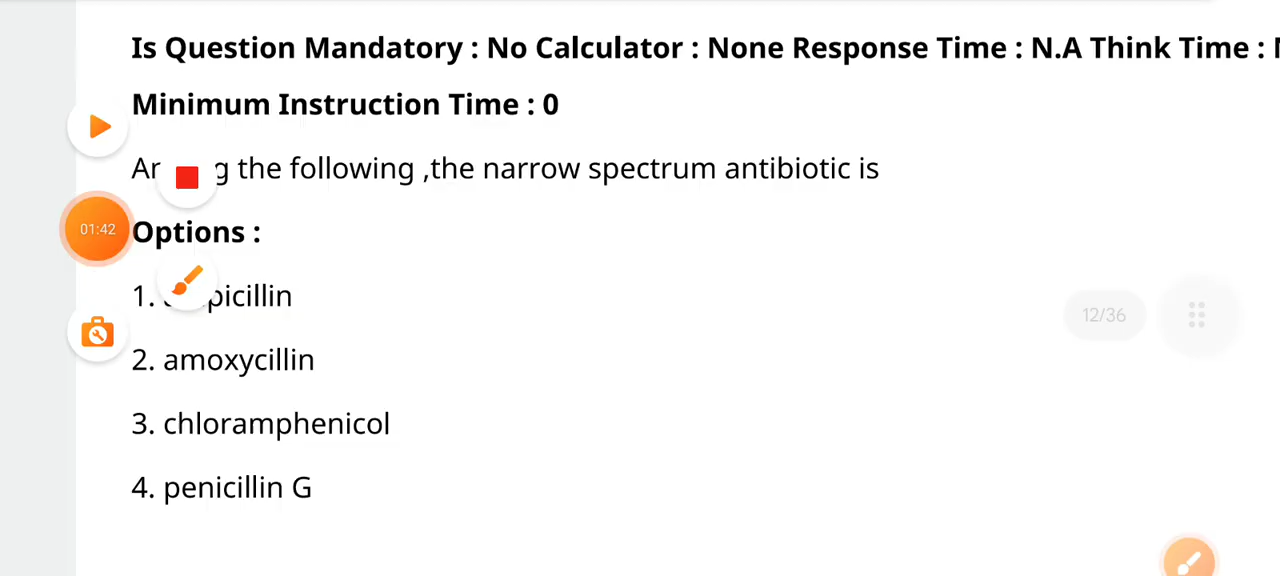 Is Question Mandatory : No Calculator : None Response Time : N.A Think Time :
Minimum Instruction Time : 0
the following ,the narrow spectrum antibiotic is
01:42
Options :
1.
12/36
2. amoxycillin
3. chloramphenicol
4. penicillin G